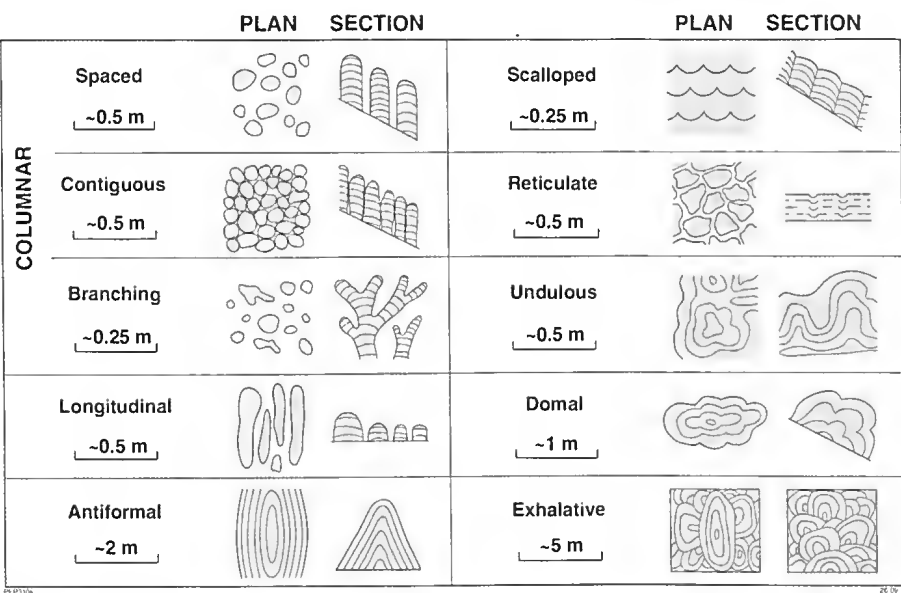 PLAN SECTION
PLAN SECTION
COLUMNAR
Spaced
~0.5 m
Contiguous
~0.5 m
Branching
~0.25 m
Longitudinal
~0.5 m
Antiformal
~2 m
Scalloped
~0.25 m
Reticulate
~0.5 m
Undulous
~0.5 m
Domal
~1 m
Exhalative
~5 m